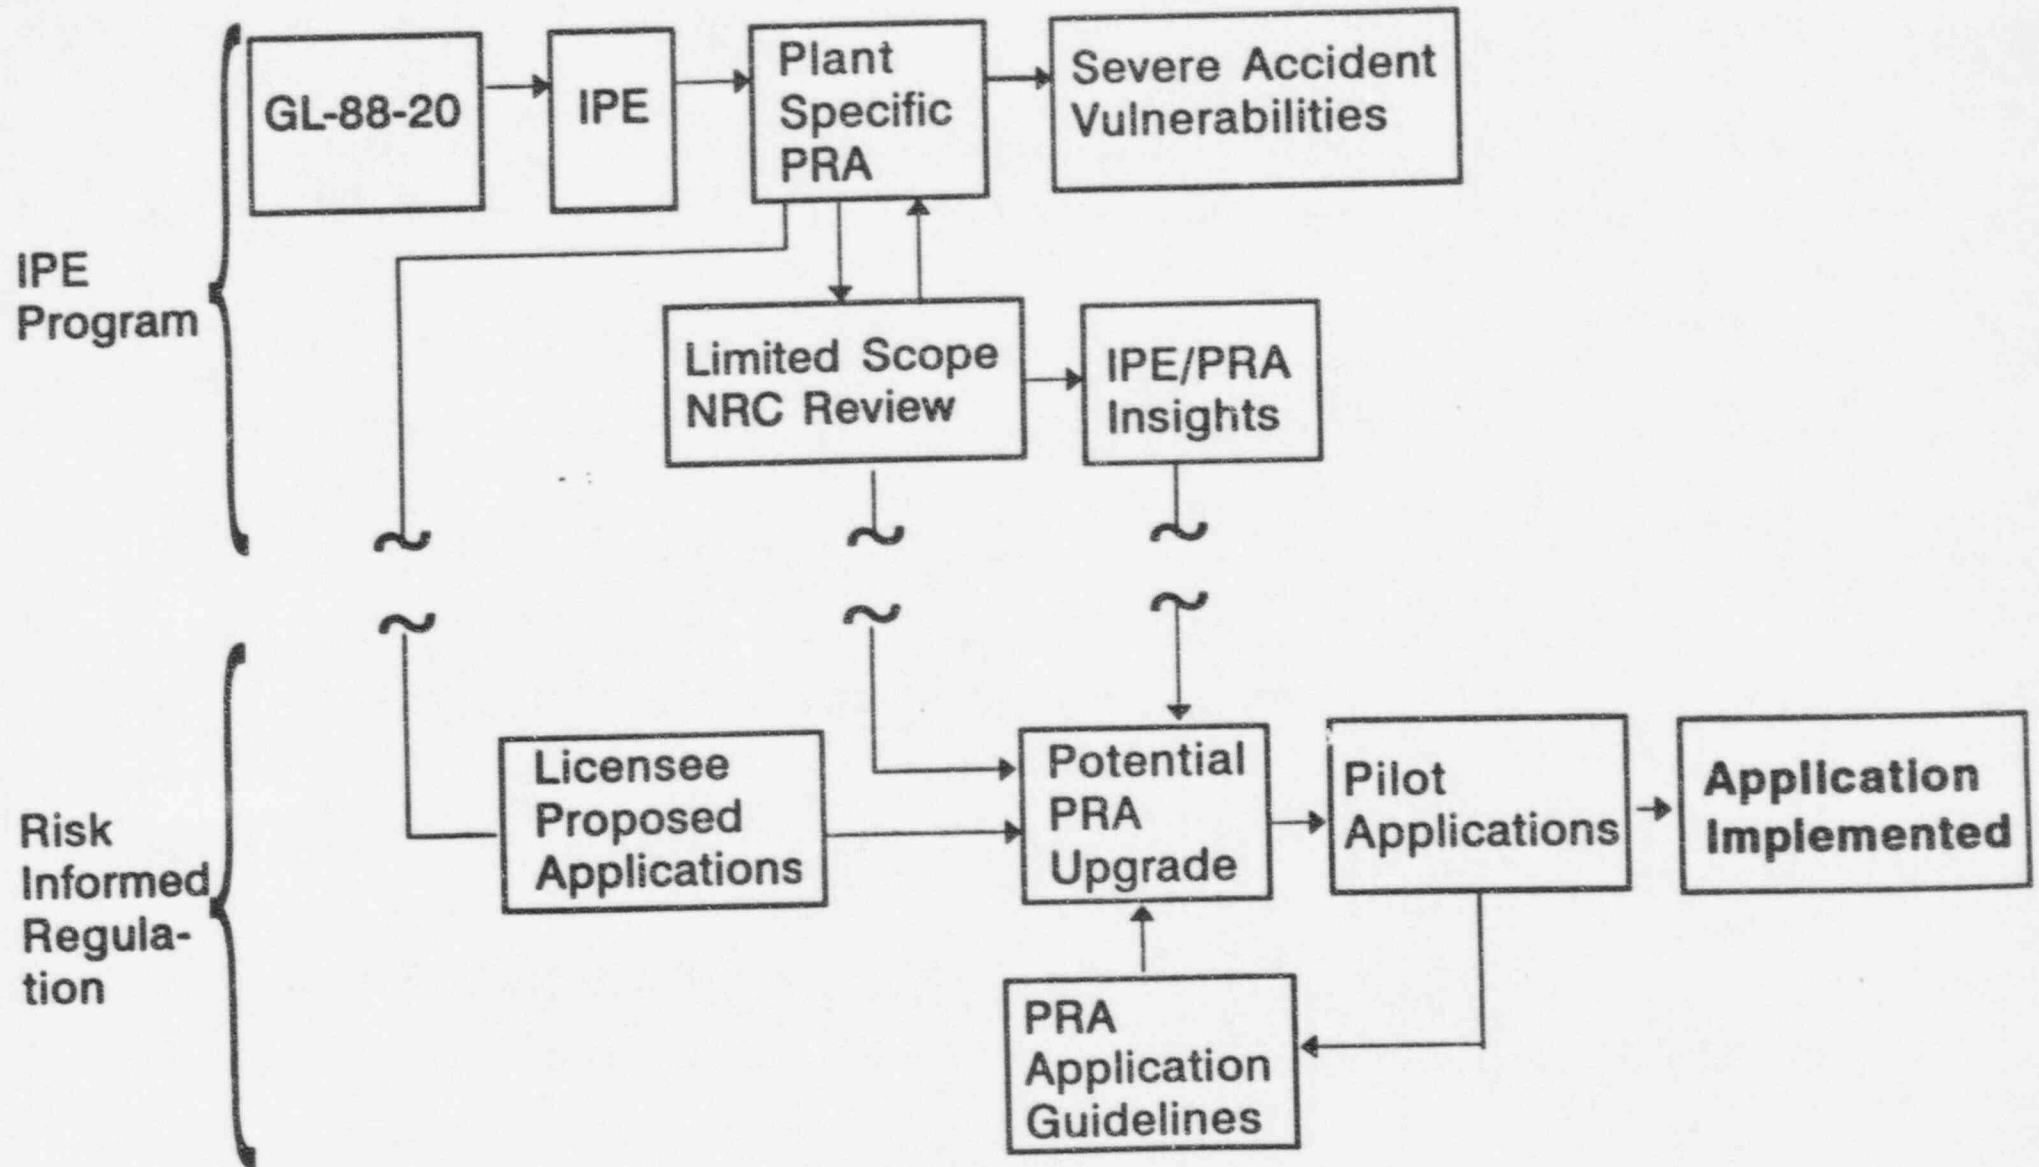 GL-88-20
IPE
Plant
Specific
PRA
Severe Accident
Vulnerabilities
IPE
Program
Limited Scope
NRC Review
IPE/PRA
Insights
Risk
Informed
Regula-
tion
Licensee
Proposed
Applications
Potential
PRA
Upgrade
Pilot
Applications
Application
Implemented
PRA
Application
Guidelines